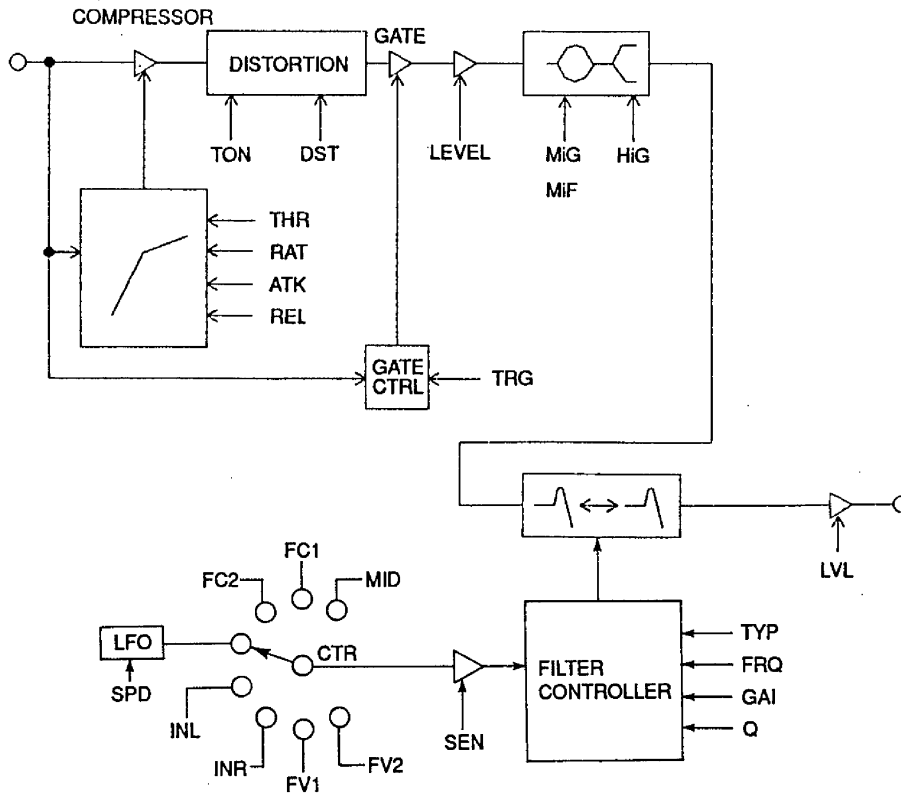 COMPRESSOR
GATE
DISTORTION
TON
DST
LEVEL
MiG
HiG
MiF
THR
RAT
ATK
REL
GATE
CTRL
TRG
LVL
FC1
FC2
MID
LFO
CTR
SPD
INL
INR
FV1
FV2
SEN
FILTER
CONTROLLER
TYP
FRQ
GAI
Q